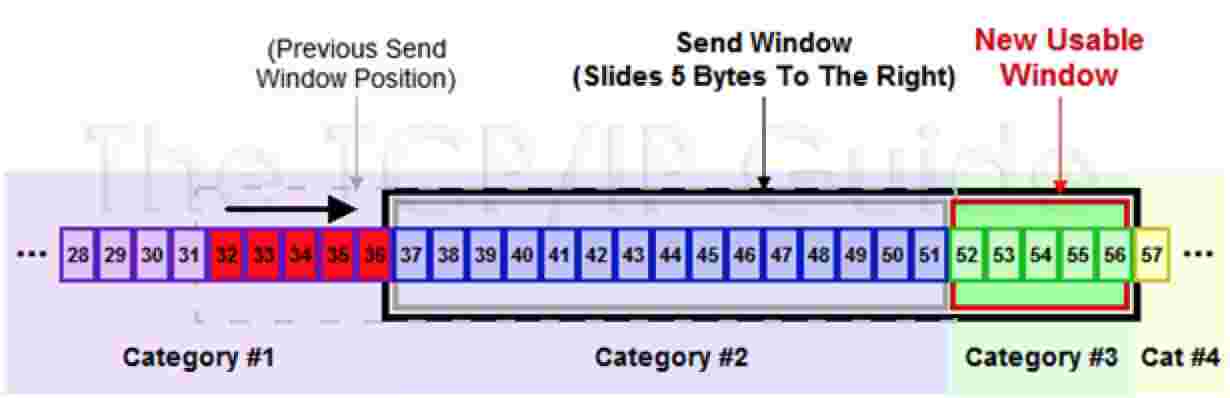 (Previous Send
Window Position)
Send Window
(Slides 5 Bytes To The Right)
New Usable
Window
The TCP/IP Guide
... 28 29 30 31 32 33 34 35 36 37 38 39 40 41 42 43 44 45 46 47 48 49 50 51 52 53 54 55 56 57 ...
Category #1
Category #2
Category #3
Cat #4